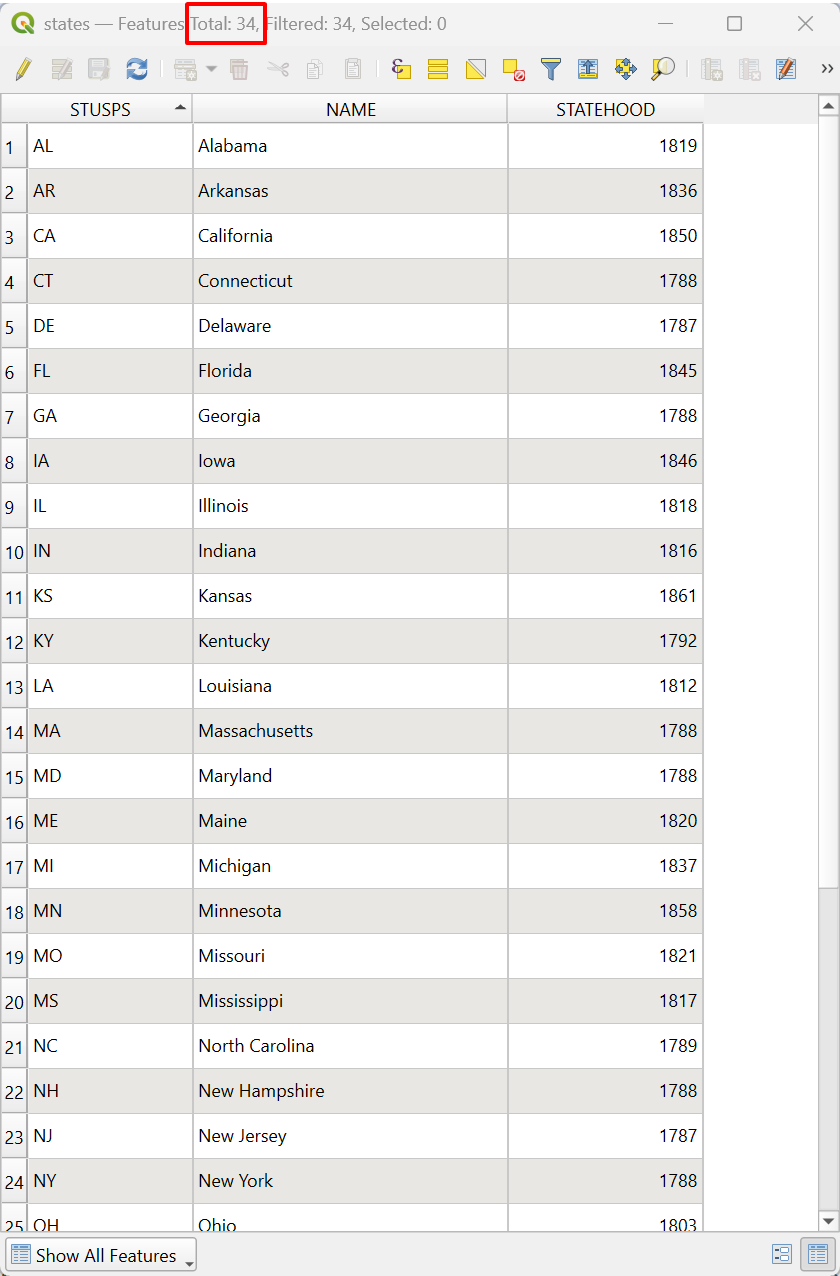 states — Features Total: 34, Filtered: 34, Selected: 0
STUSPS NAME STATEHOOD
1 AL Alabama 1819
2 AR Arkansas 1836
3 CA California 1850
4 CT Connecticut 1788
5 DE Delaware 1787
6 FL Florida 1845
7 GA Georgia 1788
8 IA Iowa 1846
9 IL Illinois 1818
10 IN Indiana 1816
11 KS Kansas 1861
12 KY Kentucky 1792
13 LA Louisiana 1812
14 MA Massachusetts 1788
15 MD Maryland 1788
16 ME Maine 1820
17 MI Michigan 1837
18 MN Minnesota 1858
19 MO Missouri 1821
20 MS Mississippi 1817
21 NC North Carolina 1789
22 NH New Hampshire 1788
23 NJ New Jersey 1787
24 NY New York 1788
25 OH Ohio 1803
Show All Features